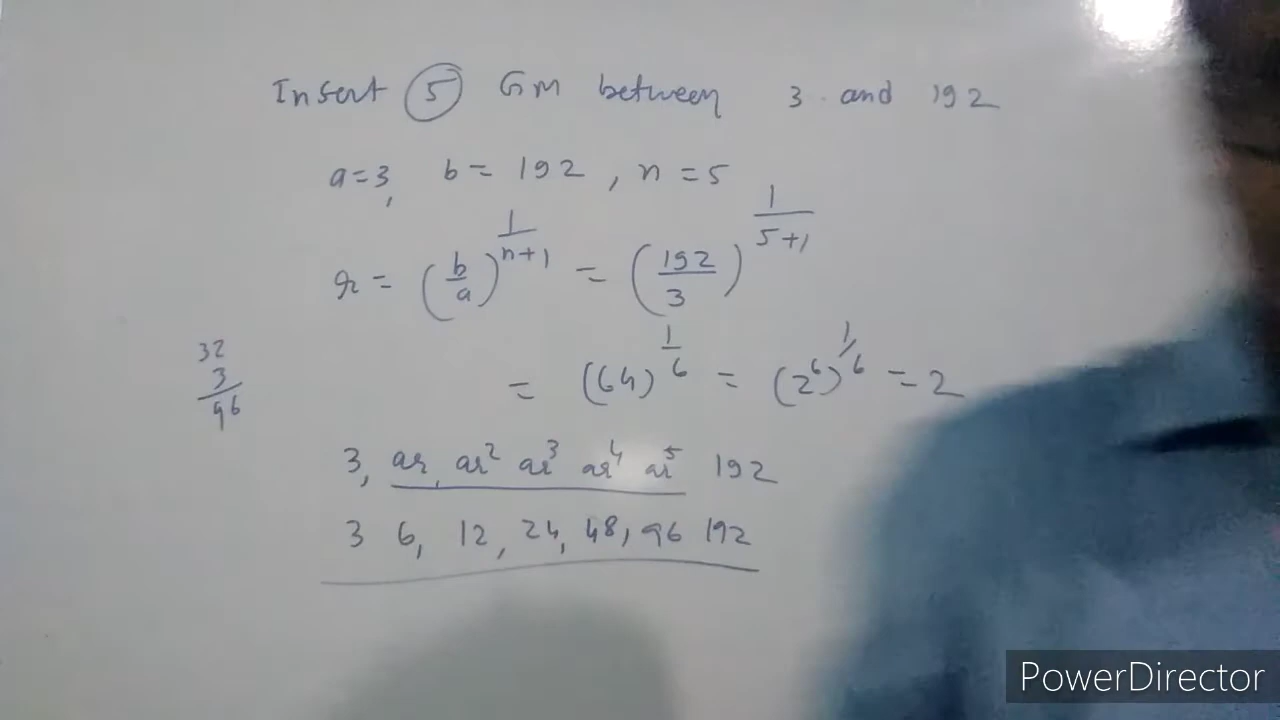 Insert 5 GM between 3 and 192
a=3, b= 192, n=5
r = (b/a)^(1/(n+1)) = (192/3)^(1/(5+1))
= (64)^(1/6) = (2^6)^(1/6) = 2
32
3
96
3, ar, ar² ar³ ar⁴ ar⁵ 192
3 6, 12, 24, 48, 96 192
PowerDirector